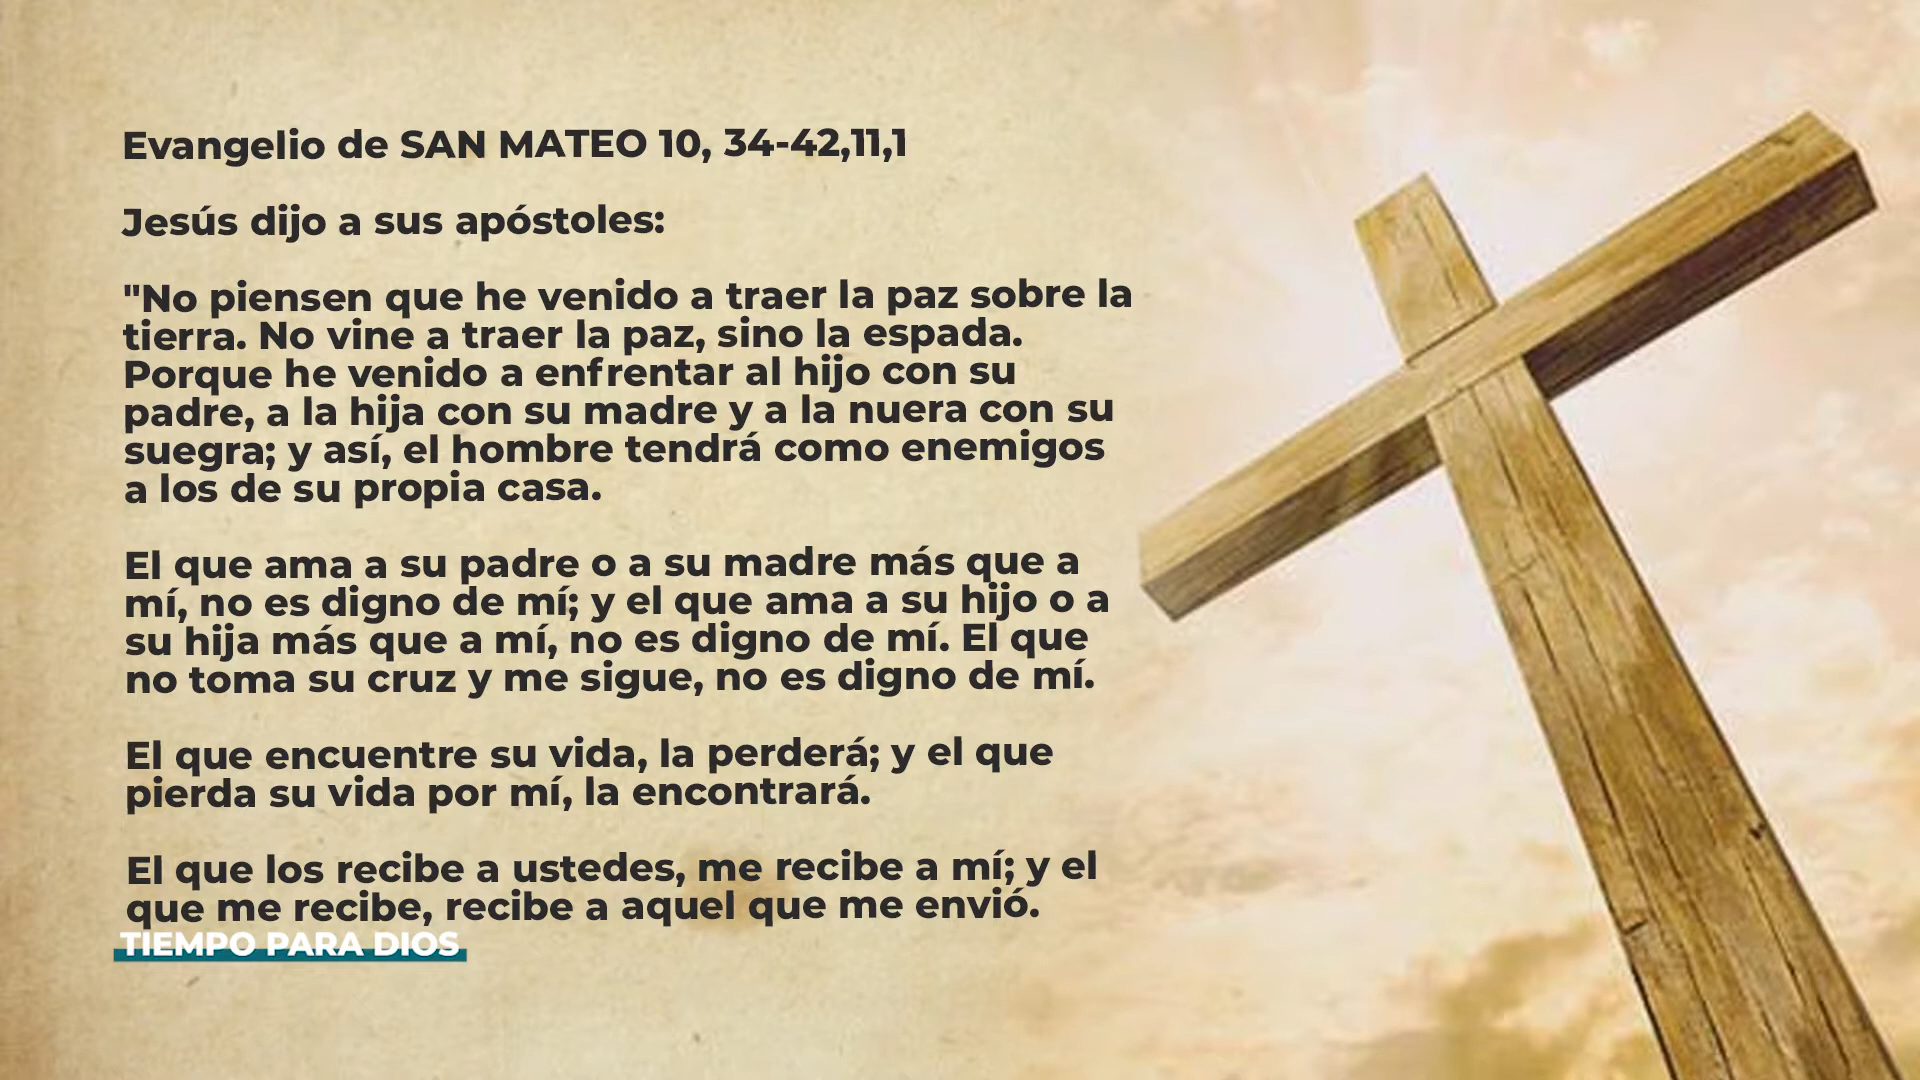 Evangelio de SAN MATEO 10, 34-42,11,1
Jesús dijo a sus apóstoles:
"No piensen que he venido a traer la paz sobre la
tierra. No vine a traer la paz, sino la espada.
Porque he venido a enfrentar al hijo con su
padre, a la hija con su madre y a la nuera con su
suegra; y así, el hombre tendrá como enemigos
a los de su propia casa.
El que ama a su padre o a su madre más que a
mí, no es digno de mí; y el que ama a su hijo o a
su hija más que a mí, no es digno de mí. El que
no toma su cruz y me sigue, no es digno de mí.
El que encuentre su vida, la perderá; y el que
pierda su vida por mí, la encontrará.
El que los recibe a ustedes, me recibe a mí; y el
que me recibe, recibe a aquel que me envió.
TIEMPO PARA DIOS